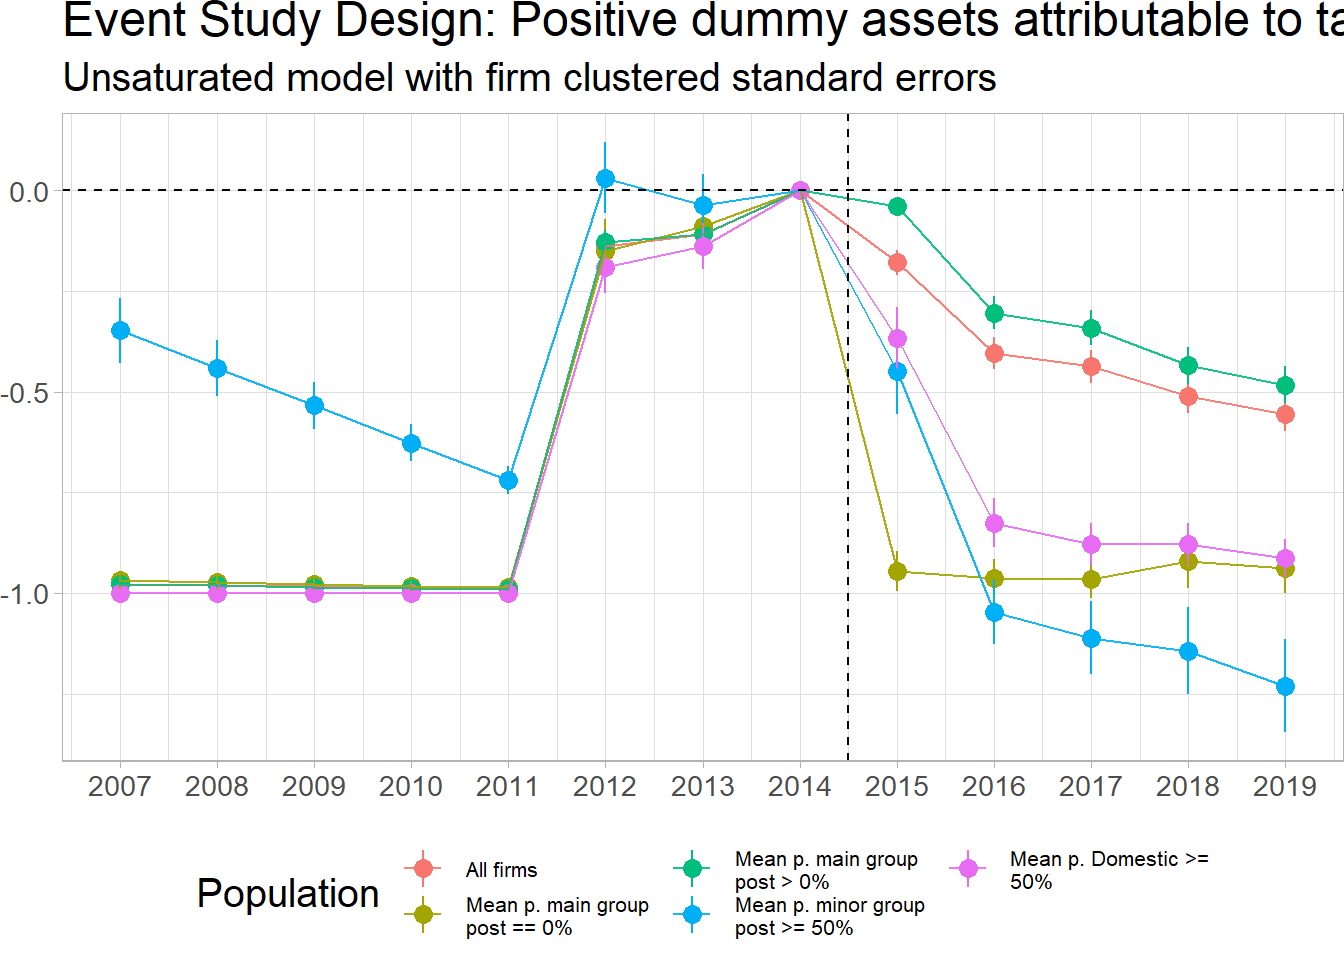 Event Study Design: Positive dummy assets attributable to ta
Unsaturated model with firm clustered standard errors
0.0
-0.5
-1.0
2007 2008 2009 2010 2011 2012 2013 2014 2015 2016 2017 2018 2019
Population
All firms
Mean p. main group
post == 0%
Mean p. main group
post > 0%
Mean p. minor group
post >= 50%
Mean p. Domestic >=
50%